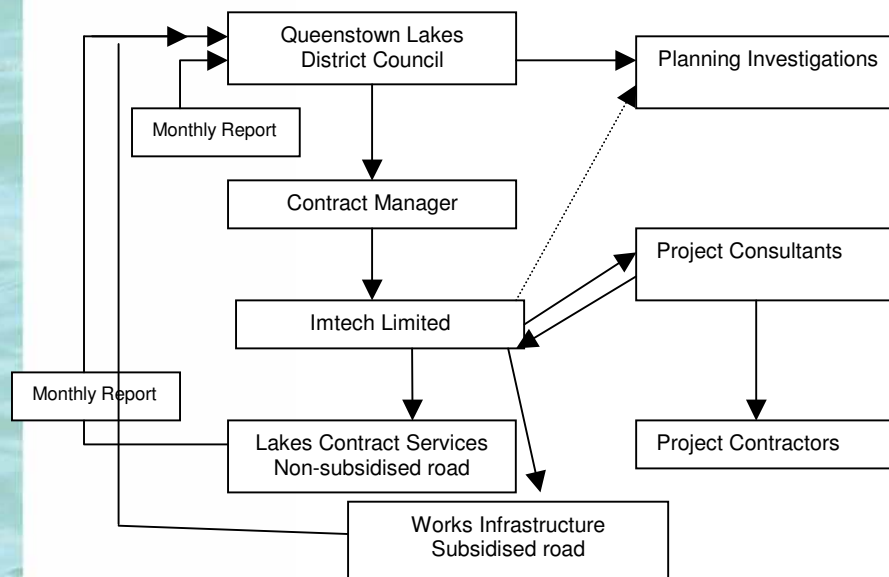 Queenstown Lakes
District Council
Planning Investigations
Monthly Report
Contract Manager
Project Consultants
Imtech Limited
Monthly Report
Lakes Contract Services
Non-subsidised road
Project Contractors
Works Infrastructure
Subsidised road